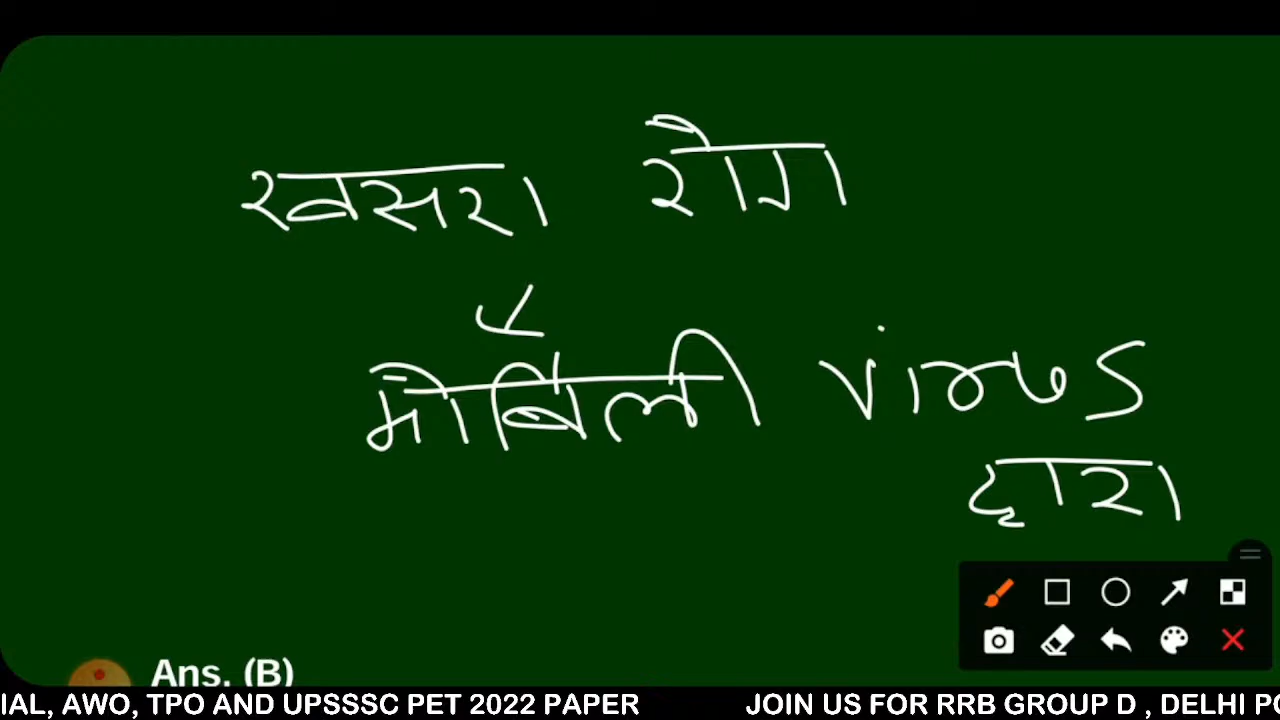 खसरा रोग
मोबिली virus
द्वारा
Ans. (B)
IAL, AWO, TPO AND UPSSSC PET 2022 PAPER JOIN US FOR RRB GROUP D , DELHI PO